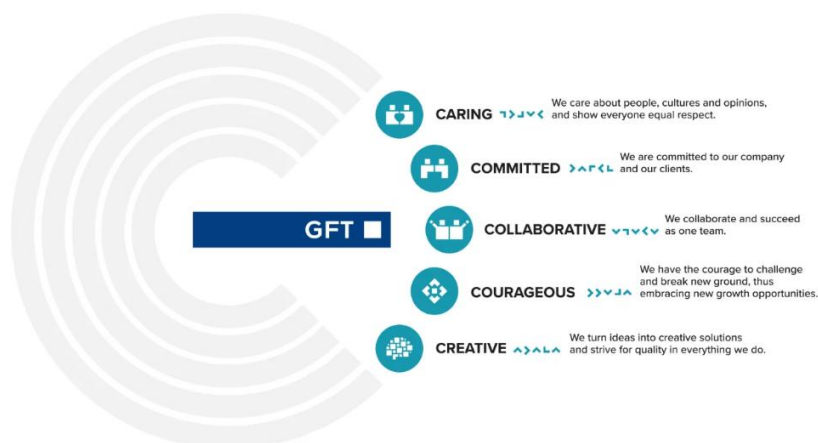 CARING
We care about people, cultures and opinions,
and show everyone equal respect.
COMMITTED
We are committed to our company
and our clients.
GFT
COLLABORATIVE
We collaborate and succeed
as one team.
COURAGEOUS
We have the courage to challenge
and break new ground, thus
embracing new growth opportunities.
CREATIVE
We turn ideas into creative solutions
and strive for quality in everything we do.